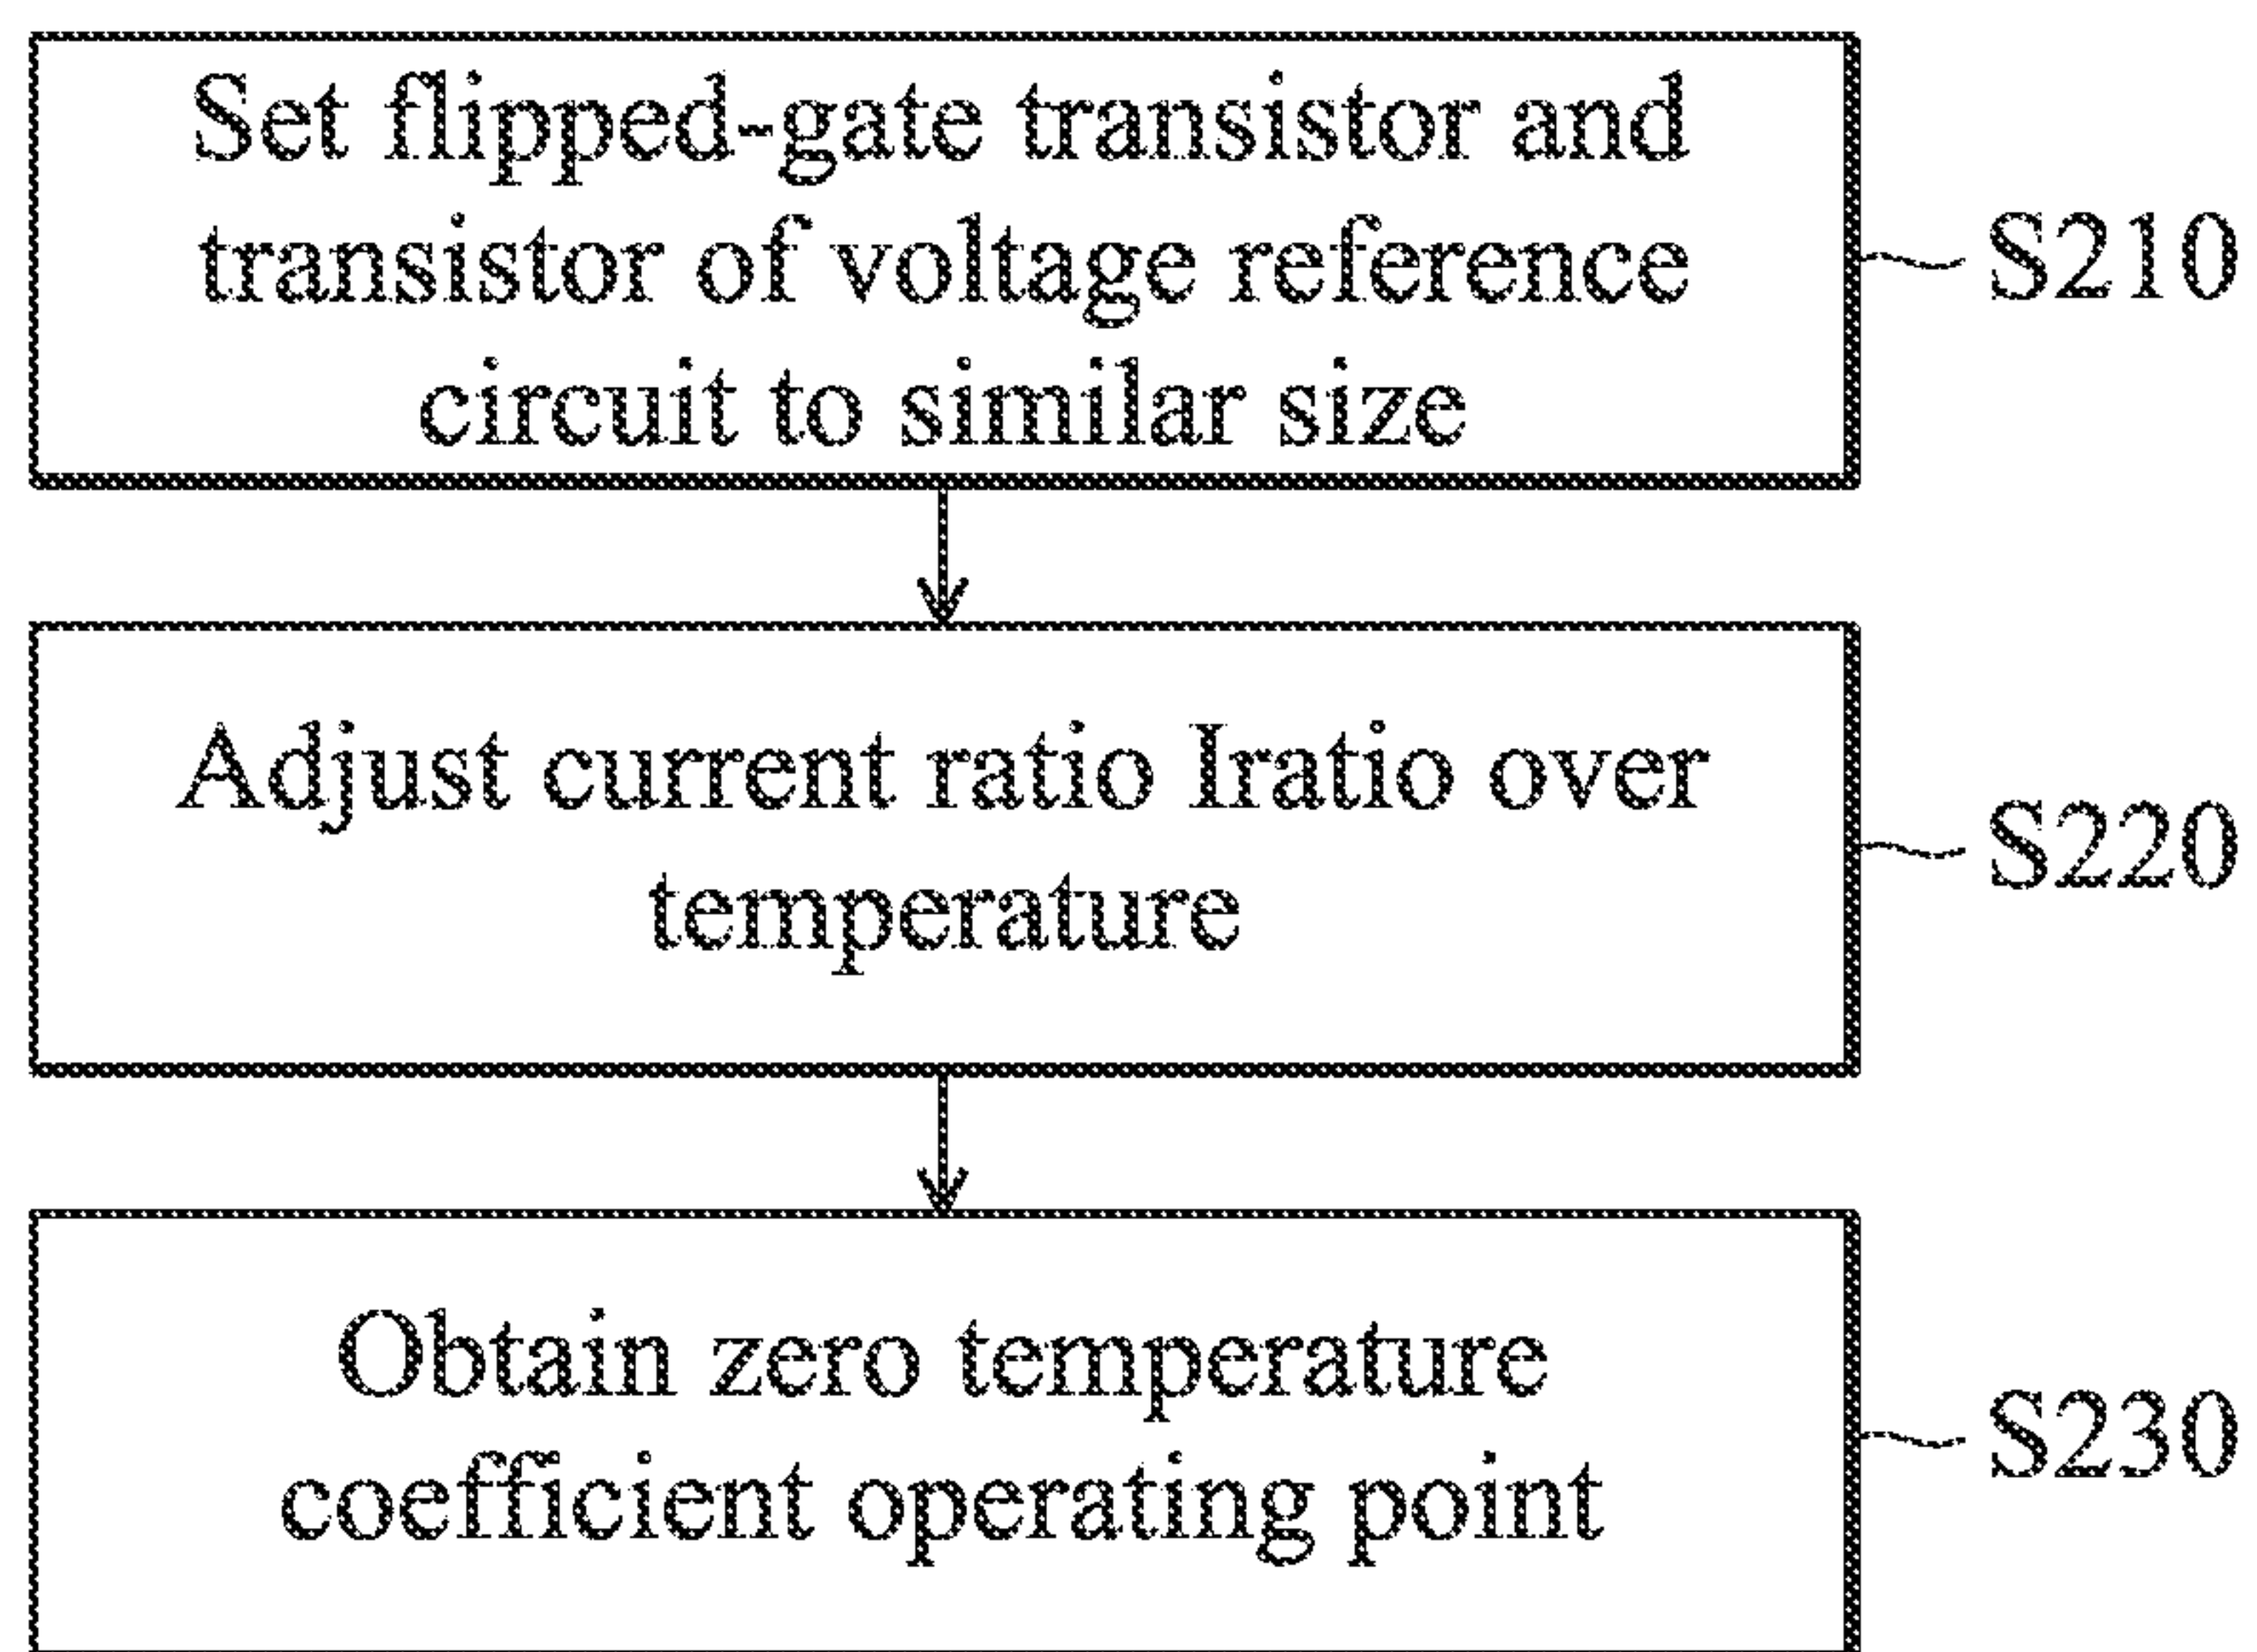 Set flipped-gate transistor and
transistor of voltage reference
circuit to similar size
S210
Adjust current ratio Iratio over
temperature
S220
Obtain zero temperature
coefficient operating point
S230